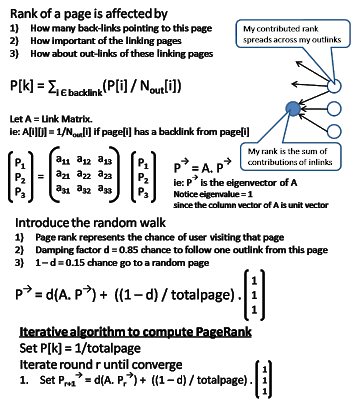 Rank of a page is affected by
1) How many back-links pointing to this page
2) How important of the linking pages
3) How about out-links of these linking pages
My contributed rank
spreads across my outlinks
P[k] = ∑i ∈ backlink(P[i] / Nout[i])
Let A = Link Matrix.
ie: A[i][j] = 1/Nout[i] if page[i] has a backlink from page[i]
My rank is the sum of
contributions of inlinks
P1 = a11 a12 a13 P1
P2 a21 a22 a23 P2
P3 a31 a32 a33 P3
P→ = A. P→
ie: P→ is the eigenvector of A
Notice eigenvalue = 1
since the column vector of A is unit vector
Introduce the random walk
1) Page rank represents the chance of user visiting that page
2) Damping factor d = 0.85 chance to follow one outlink from this page
3) 1 – d = 0.15 chance go to a random page
P→ = d(A. P→) + ((1 – d) / totalpage) . 1
1
1
Iterative algorithm to compute PageRank
Set P[k] = 1/totalpage
Iterate round r until converge
1. Set Pr+1→ = d(A. Pr→) + ((1 – d) / totalpage) . 1
1
1